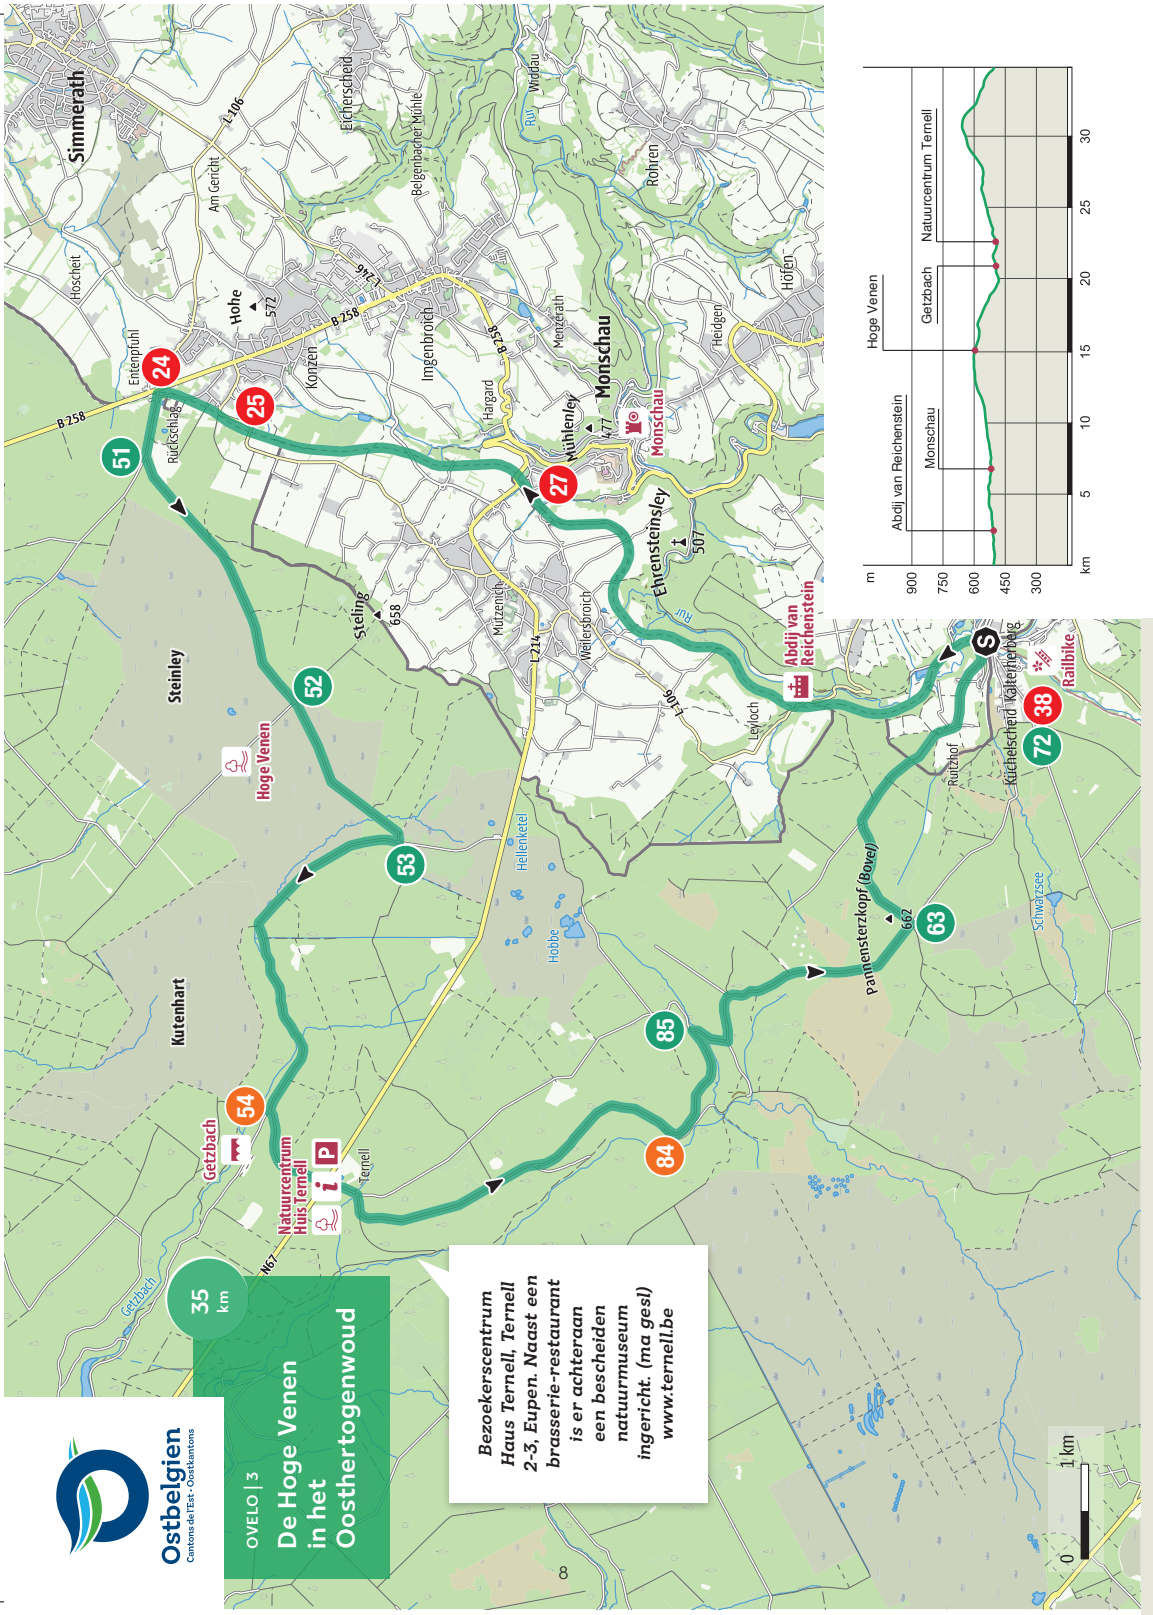 Ostbelgien
Cantons de l'Est • Ostkantons
OVELO | 3
De Hoge Venen
in het
Oosthertogenwoud
35
km
Bezoekerscentrum
Haus Ternell, Ternell
2-3, Eupen. Naast een
brasserie-restaurant
is er achteraan
een bescheiden
natuurmuseum
ingericht. (ma gesl)
www.ternell.be
Getzbach
N67
Getzbach
54
Natuurcentrum
Huis Ternell
i
P
Ternell
Kutenhart
Steinley
Hoge Venen
53
52
51
24
25
27
B 258
Entenpfuhl
Rückschlag
Hoscheit
Simmerath
L 106
Am Gericht
Hohe
572
Konzen
B 258
L 246
Imgenbroich
Eicherscheid
Belgenbacher Mühle
Widdau
Rur
Rohren
Hargard
B 258
Menzerath
Mühlenley
477
Monschau
Monschau
Heidgen
Höfen
Steling
658
Mützenich
L 214
Weilersbroich
Ehrensteinsley
507
Rur
L 106
Leyloch
Abdij van
Reichenstein
Hellenketel
Hobbe
84
85
Pannensterzkopf (Bovel)
662
63
Ruitzhof
Küchelscheid
Kalterherberg
S
Railbike
72
38
Schwarzsee
0
1 km
8
m
900
750
600
450
300
km
5
10
15
20
25
30
Abdij van Reichenstein
Monschau
Hoge Venen
Getzbach
Natuurcentrum Ternell